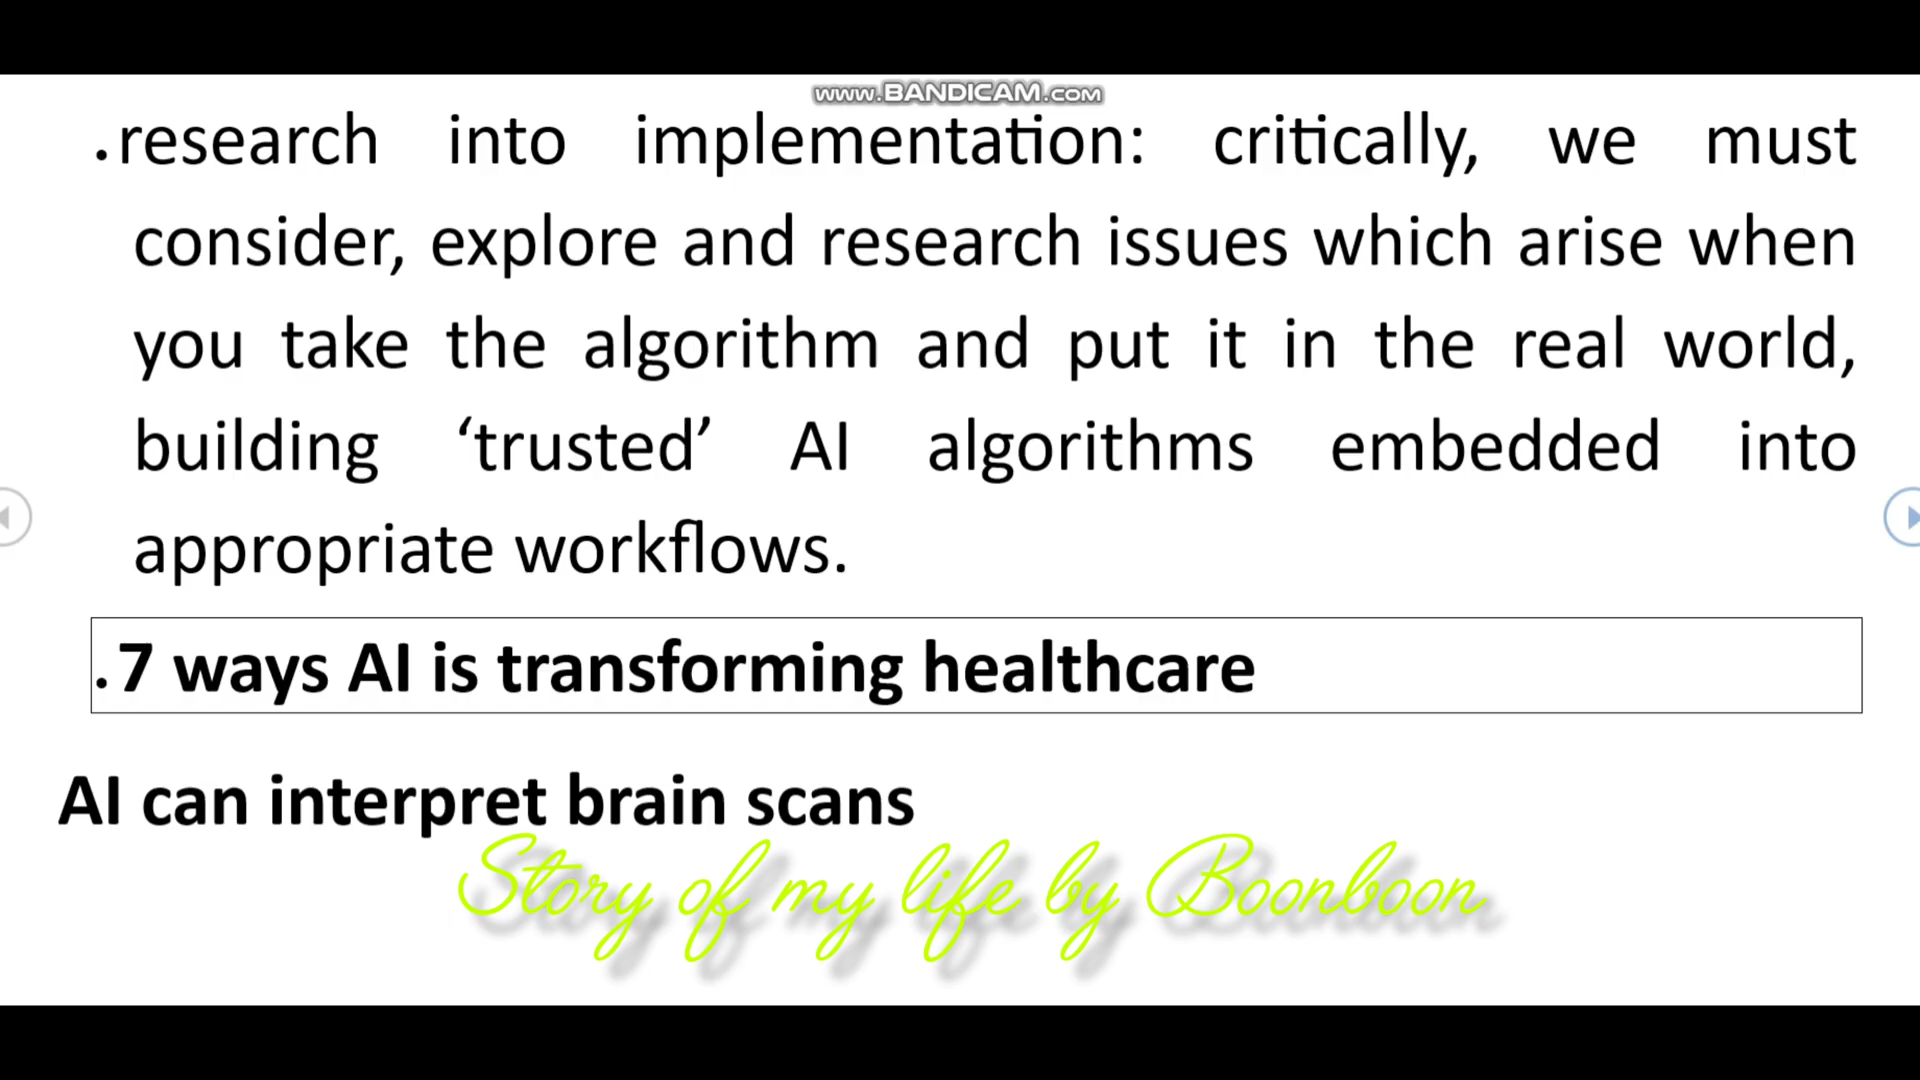 www.BANDICAM.com
• research into implementation: critically, we must
consider, explore and research issues which arise when
you take the algorithm and put it in the real world,
building ‘trusted’ AI algorithms embedded into
appropriate workflows.
• 7 ways AI is transforming healthcare
AI can interpret brain scans
Story of my life by Boonboon